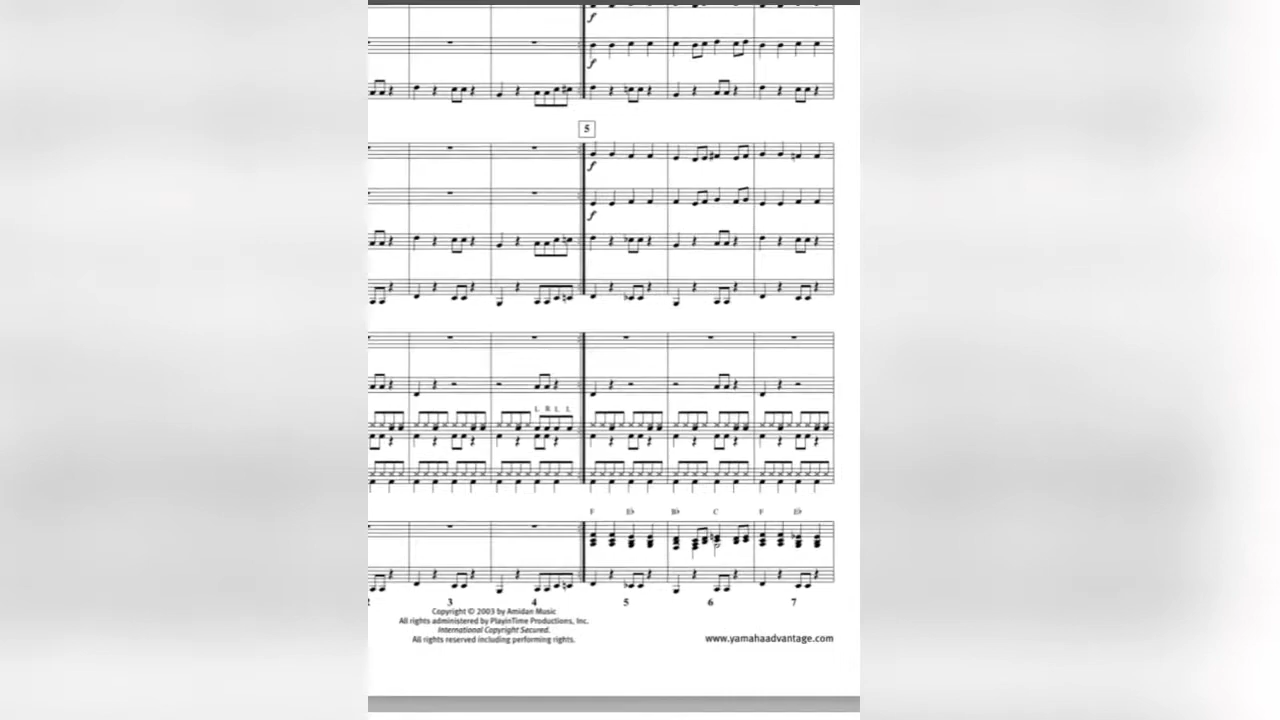 f
f
5
f
f
L R L L
F E♭ B♭ C F E♭
2 3 4 5 6 7
Copyright © 2003 by Amidan Music
All rights administered by PlayinTime Productions, Inc.
International Copyright Secured.
All rights reserved including performing rights.
www.yamahaadvantage.com